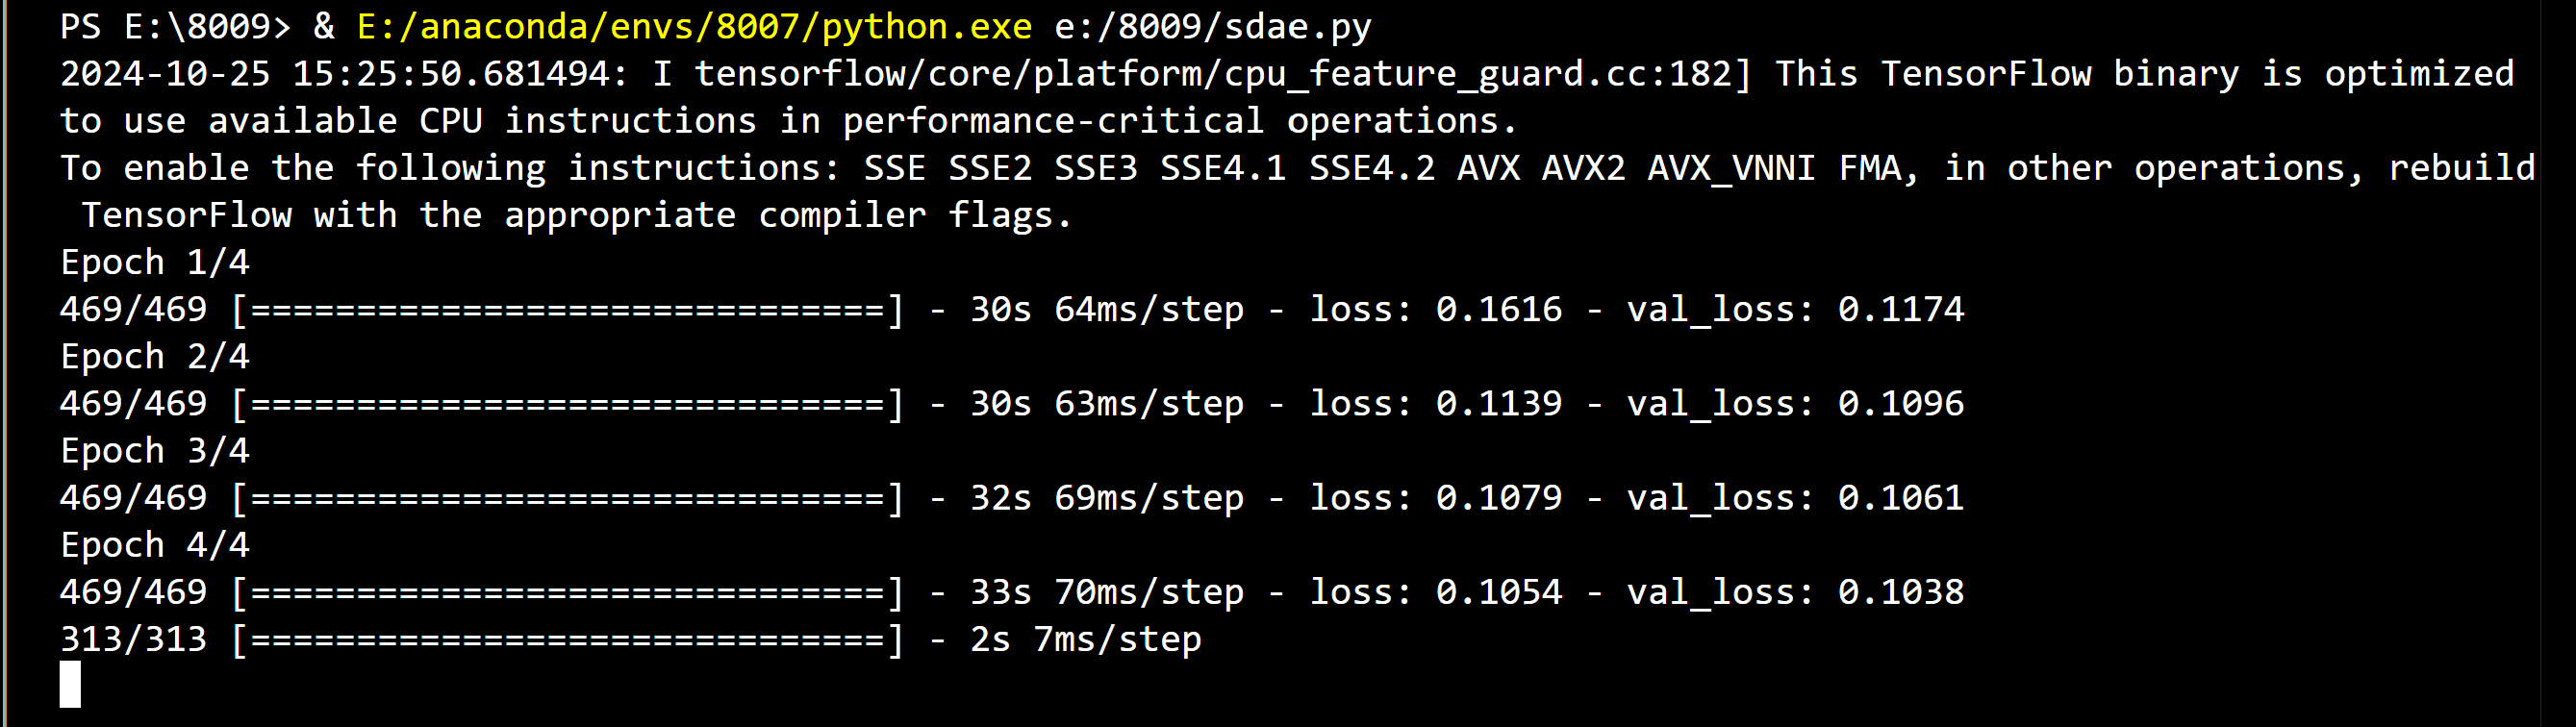 PS E:\8009> & E:/anaconda/envs/8007/python.exe e:/8009/sdae.py
2024-10-25 15:25:50.681494: I tensorflow/core/platform/cpu_feature_guard.cc:182] This TensorFlow binary is optimized
to use available CPU instructions in performance-critical operations.
To enable the following instructions: SSE SSE2 SSE3 SSE4.1 SSE4.2 AVX AVX2 AVX_VNNI FMA, in other operations, rebuild
 TensorFlow with the appropriate compiler flags.
Epoch 1/4
469/469 [==============================] - 30s 64ms/step - loss: 0.1616 - val_loss: 0.1174
Epoch 2/4
469/469 [==============================] - 30s 63ms/step - loss: 0.1139 - val_loss: 0.1096
Epoch 3/4
469/469 [==============================] - 32s 69ms/step - loss: 0.1079 - val_loss: 0.1061
Epoch 4/4
469/469 [==============================] - 33s 70ms/step - loss: 0.1054 - val_loss: 0.1038
313/313 [==============================] - 2s 7ms/step